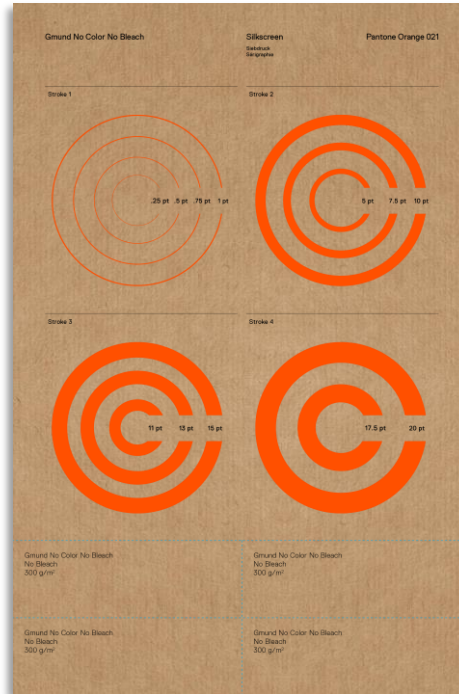 Gmund No Color No Bleach
Silkscreen
Siebdruck
Serigraphie
Pantone Orange 021
Stroke 1
Stroke 2
.25 pt .5 pt .75 pt 1 pt
5 pt 7.5 pt 10 pt
Stroke 3
Stroke 4
11 pt 13 pt 15 pt
17.5 pt 20 pt
Gmund No Color No Bleach
No Bleach
300 g/m²
Gmund No Color No Bleach
No Bleach
300 g/m²
Gmund No Color No Bleach
No Bleach
300 g/m²
Gmund No Color No Bleach
No Bleach
300 g/m²